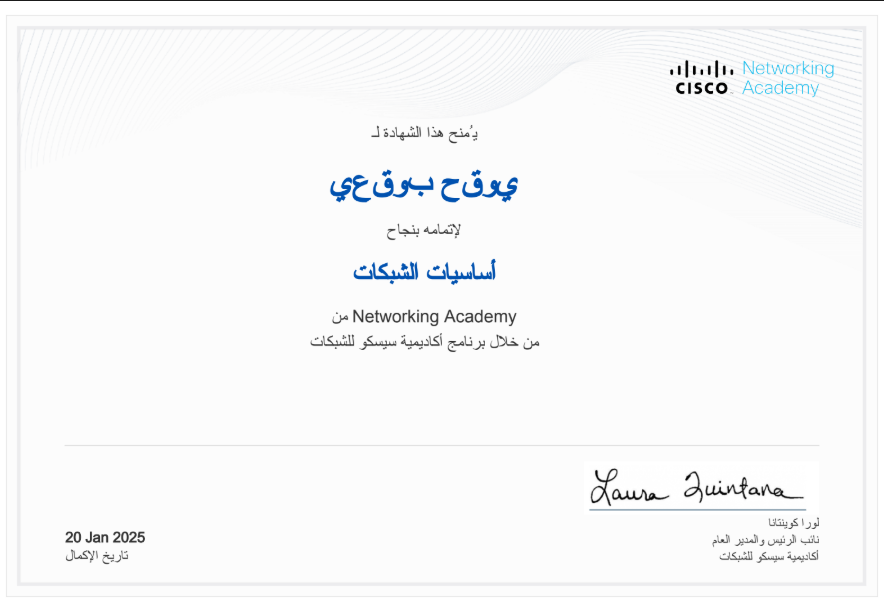 CISCO Networking Academy
يُمنح هذا الشهادة لـ
يوقح بوقعي
لإتمامه بنجاح
أساسيات الشبكات
Networking Academy من
من خلال برنامج أكاديمية سيسكو للشبكات
Laura Quintana
لورا كوينتانا
نائب الرئيس والمدير العام
أكاديمية سيسكو للشبكات
20 Jan 2025
تاريخ الإكمال